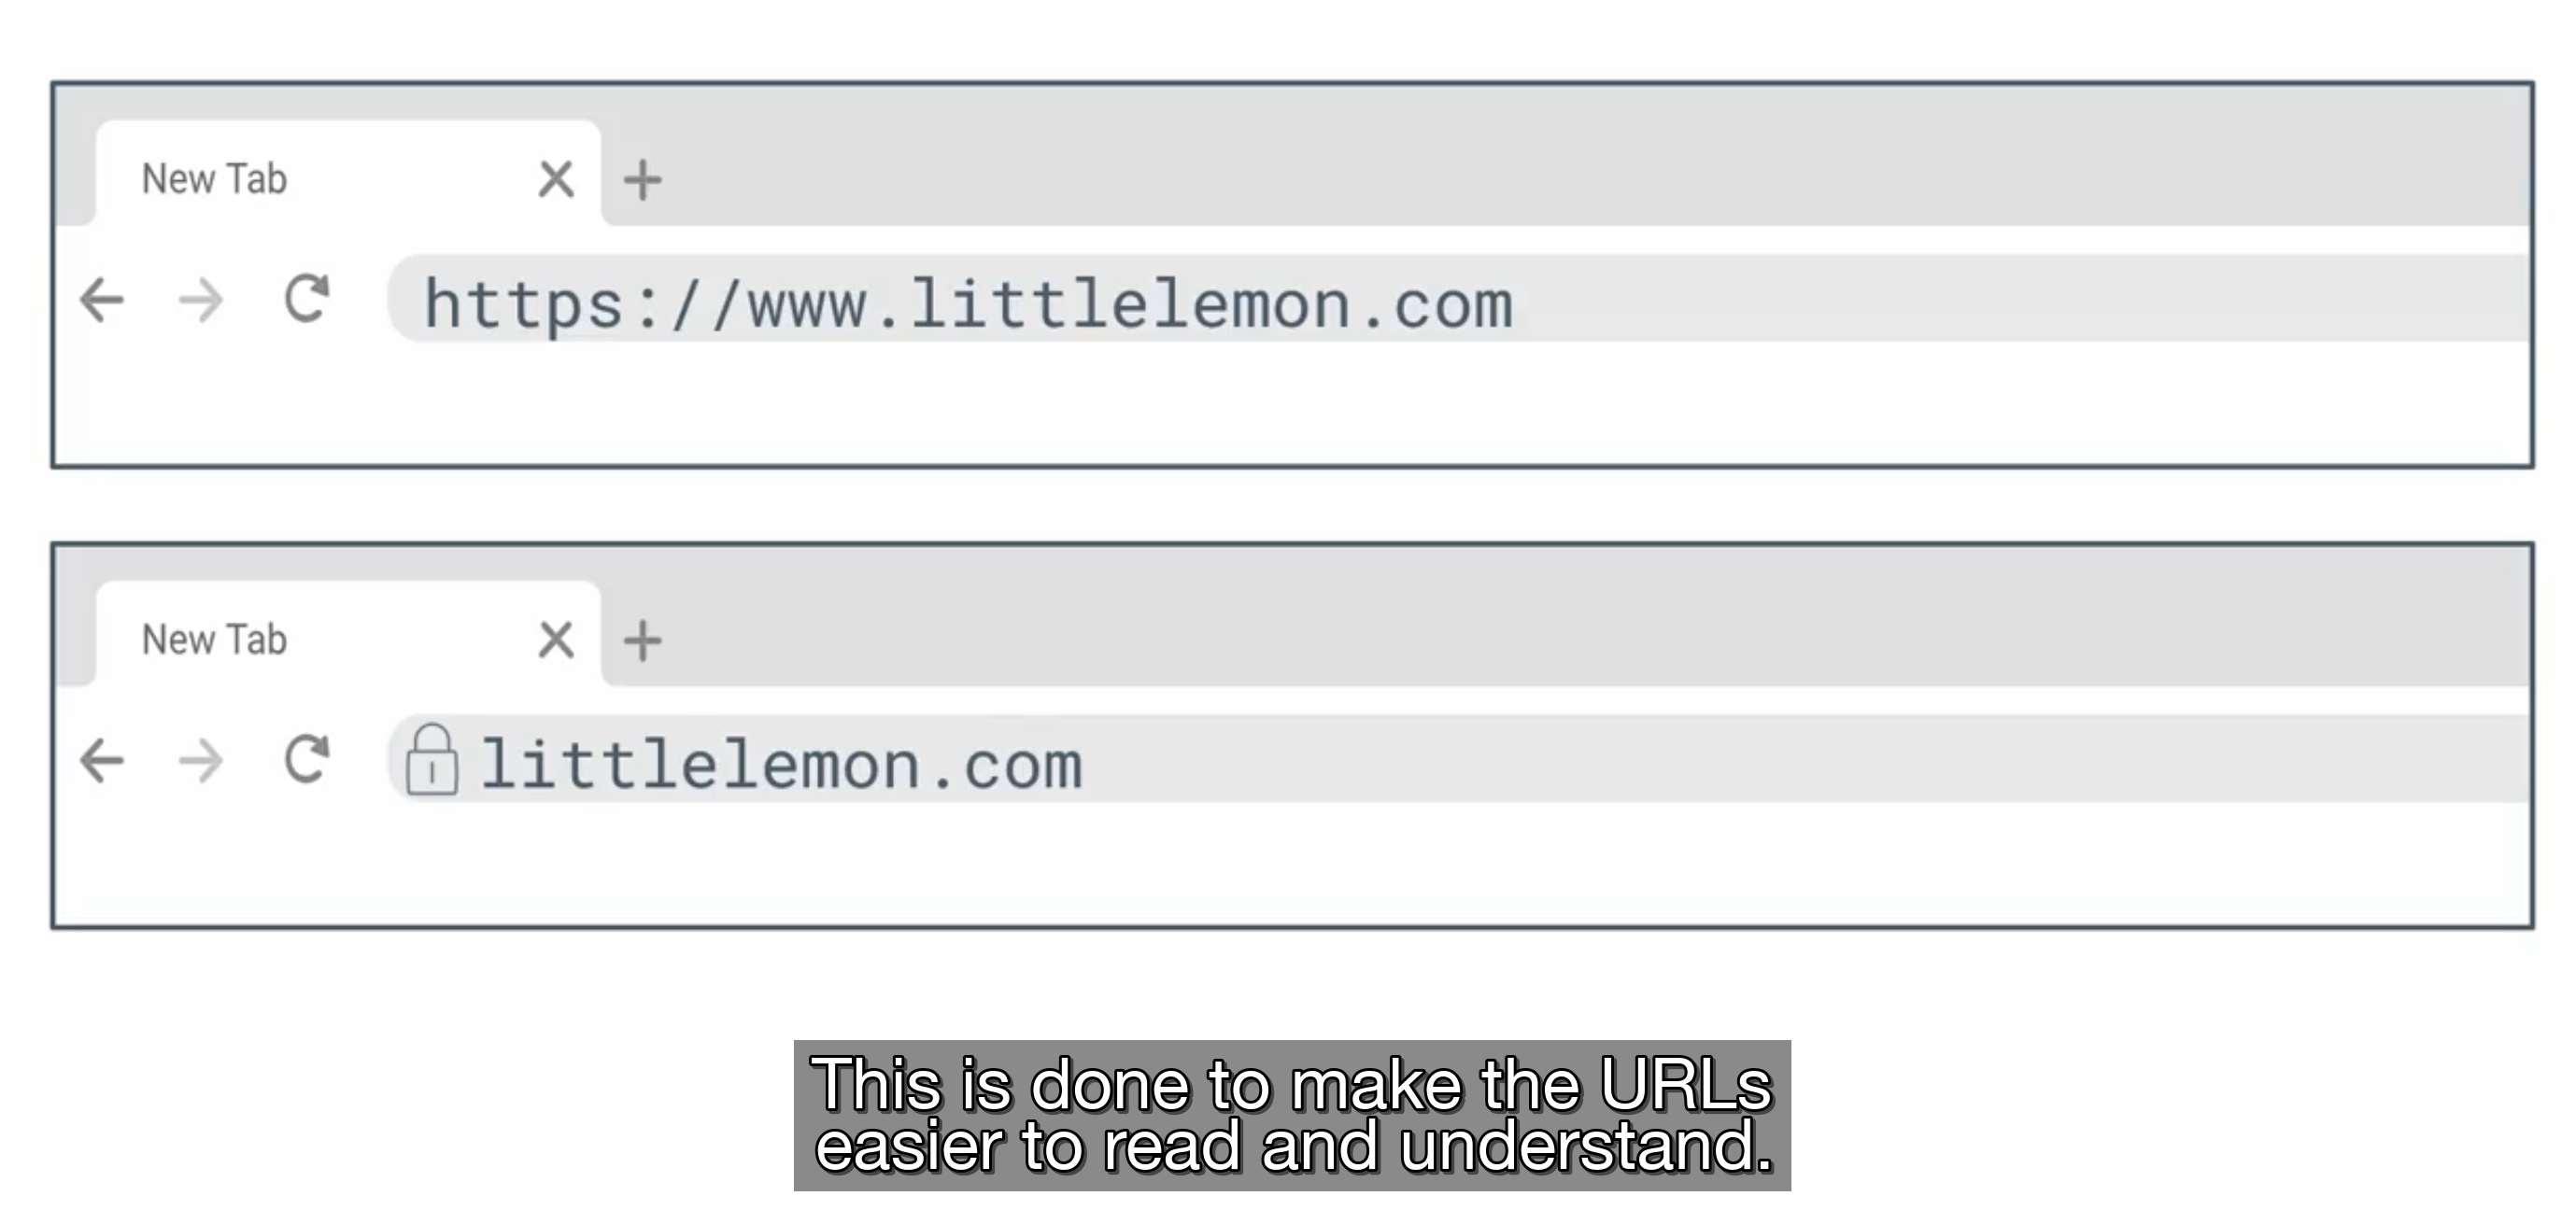 New Tab
https://www.littlelemon.com
New Tab
littlelemon.com
This is done to make the URLs
easier to read and understand.